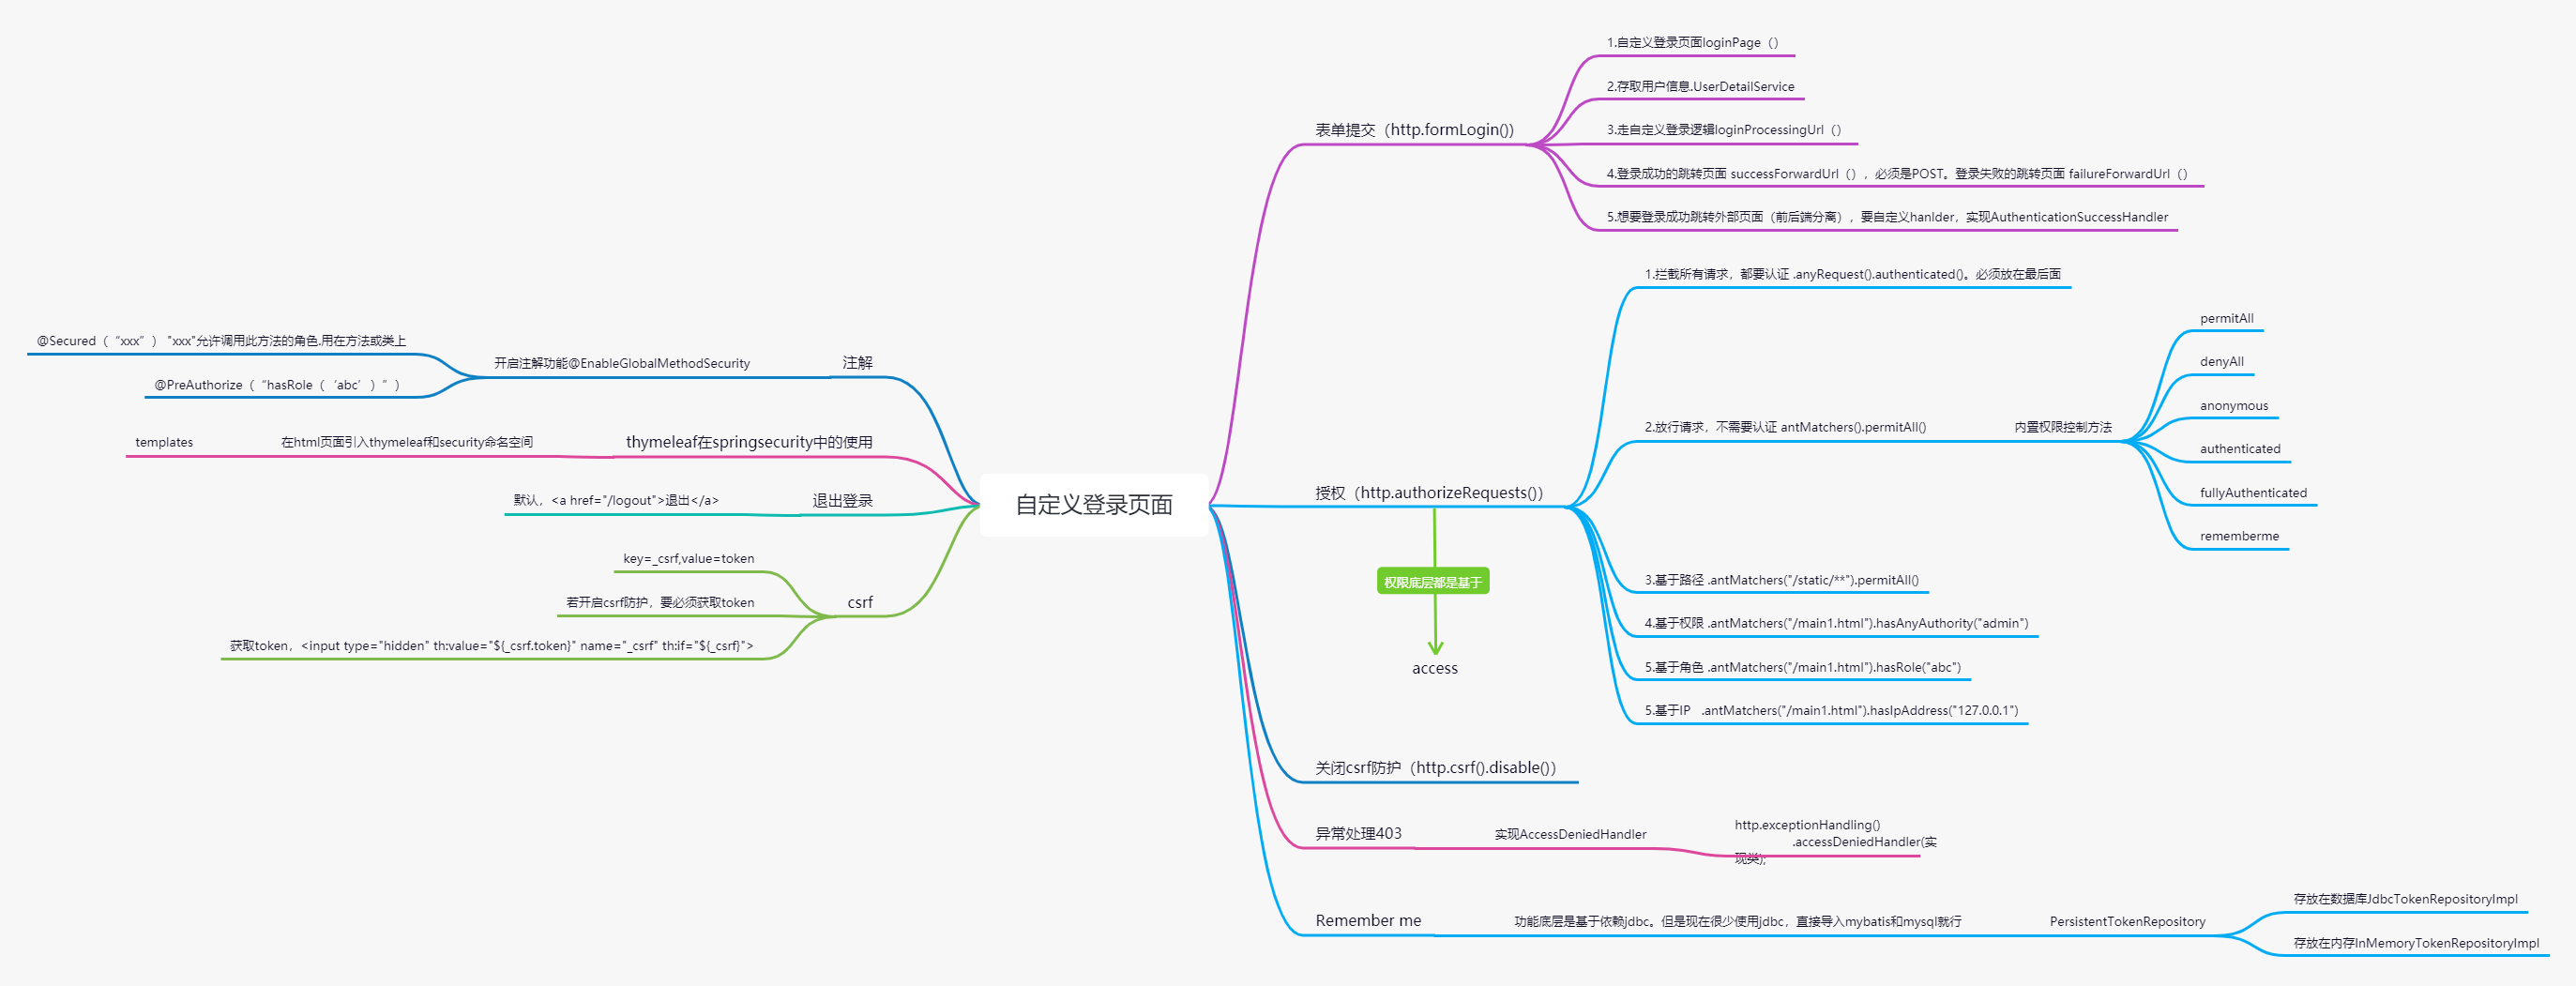 自定义登录页面
表单提交（http.formLogin())
1.自定义登录页面loginPage（）
2.存取用户信息.UserDetailService
3.走自定义登录逻辑loginProcessingUrl（）
4.登录成功的跳转页面 successForwardUrl（），必须是POST。登录失败的跳转页面 failureForwardUrl（）
5.想要登录成功跳转外部页面（前后端分离），要自定义hanlder，实现AuthenticationSuccessHandler
授权（http.authorizeRequests()）
1.拦截所有请求，都要认证 .anyRequest().authenticated()。必须放在最后面
2.放行请求，不需要认证 antMatchers().permitAll()
内置权限控制方法
permitAll
denyAll
anonymous
authenticated
fullyAuthenticated
rememberme
3.基于路径 .antMatchers("/static/**").permitAll()
4.基于权限 .antMatchers("/main1.html").hasAnyAuthority("admin")
5.基于角色 .antMatchers("/main1.html").hasRole("abc")
5.基于IP   .antMatchers("/main1.html").hasIpAddress("127.0.0.1")
权限底层都是基于
access
关闭csrf防护（http.csrf().disable()）
异常处理403
实现AccessDeniedHandler
http.exceptionHandling()
.accessDeniedHandler(实
现类);
Remember me
功能底层是基于依赖jdbc。但是现在很少使用jdbc，直接导入mybatis和mysql就行
PersistentTokenRepository
存放在数据库JdbcTokenRepositoryImpl
存放在内存InMemoryTokenRepositoryImpl
注解
开启注解功能@EnableGlobalMethodSecurity
@Secured（“xxx”） "xxx"允许调用此方法的角色.用在方法或类上
@PreAuthorize（“hasRole（‘abc’）”）
thymeleaf在springsecurity中的使用
在html页面引入thymeleaf和security命名空间
templates
退出登录
默认，<a href="/logout">退出</a>
csrf
key=_csrf,value=token
若开启csrf防护，要必须获取token
获取token，<input type="hidden" th:value="${_csrf.token}" name="_csrf" th:if="${_csrf}">